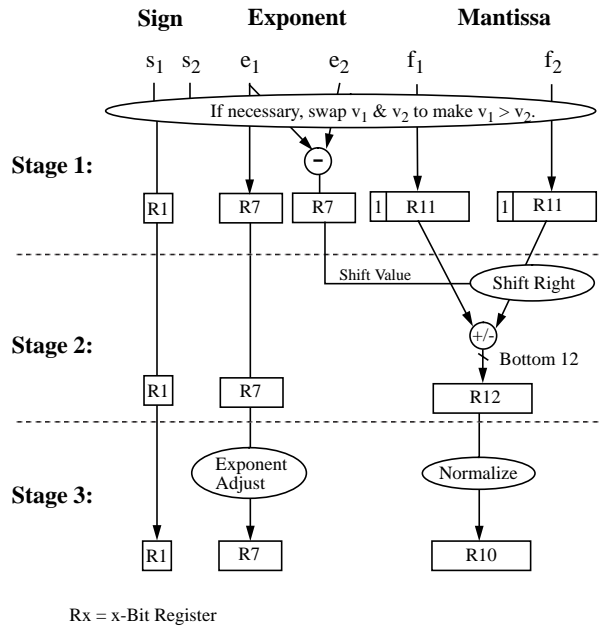 Sign Exponent Mantissa
s1 s2 e1 e2 f1 f2
If necessary, swap v1 & v2 to make v1 > v2.
-
Stage 1:
R1 R7 R7 1 R11 1 R11
Shift Value Shift Right
+/-
Stage 2:
Bottom 12
R1 R7 R12
Exponent
Adjust
Normalize
Stage 3:
R1 R7 R10
Rx = x-Bit Register